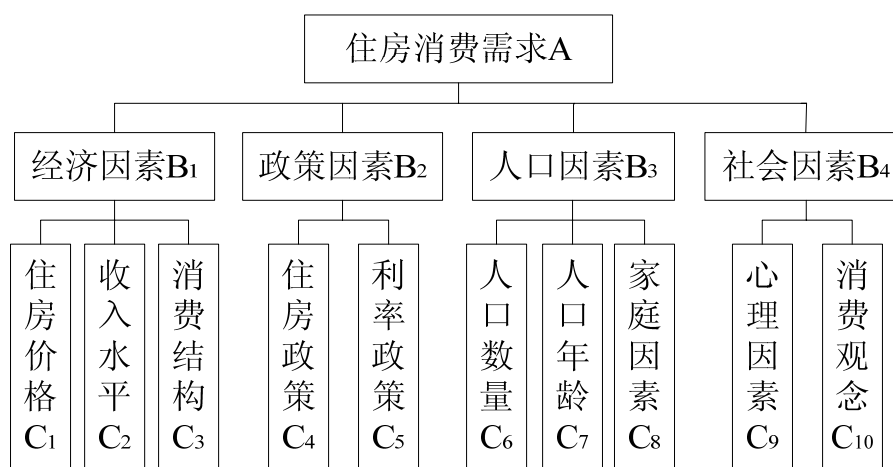 住房消费需求A
经济因素B1
政策因素B2
人口因素B3
社会因素B4
住房价格C1
收入水平C2
消费结构C3
住房政策C4
利率政策C5
人口数量C6
人口年龄C7
家庭因素C8
心理因素C9
消费观念C10